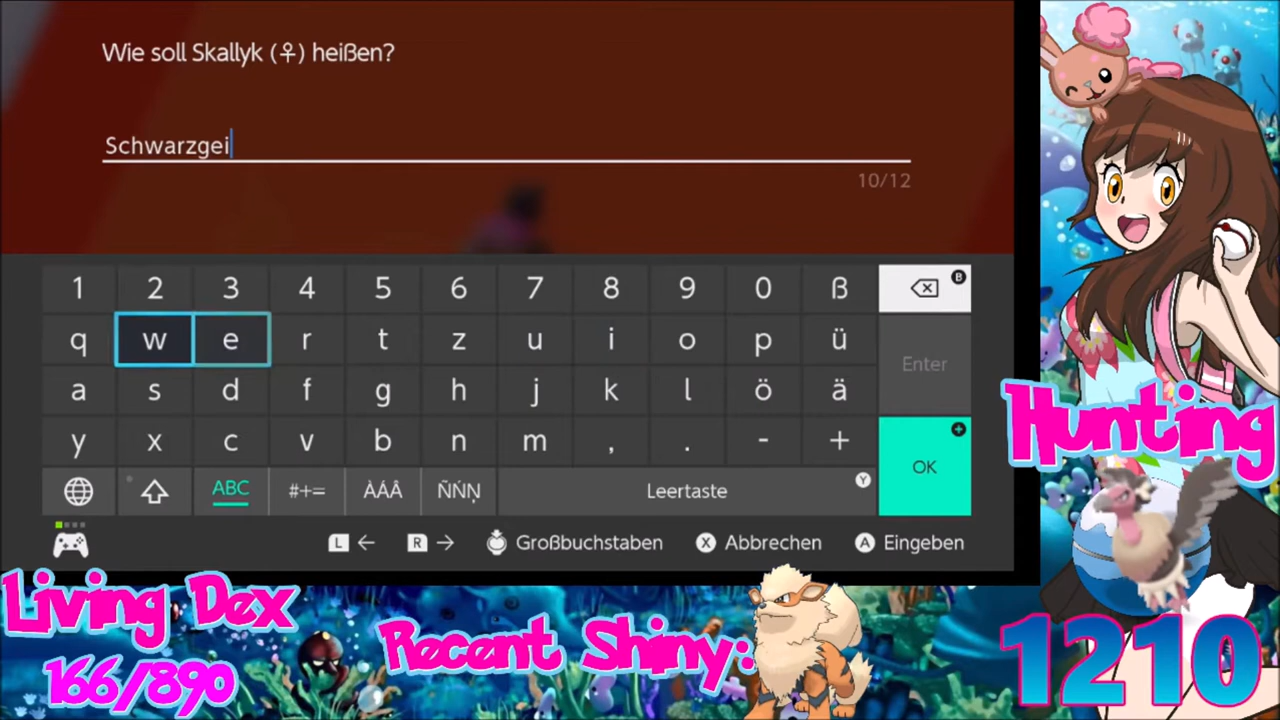 Wie soll Skallyk (♀) heißen?
Schwarzgei
10/12
1 2 3 4 5 6 7 8 9 0 ß B
q w e r t z u i o p ü Enter
a s d f g h j k l ö ä
y x c v b n m , . - + OK
ABC #+= ÀÁÂ ÑŃŅ Leertaste Y
L ← R → Großbuchstaben X Abbrechen A Eingeben
Hunting
Living Dex
166/890
Recent Shiny:
1210